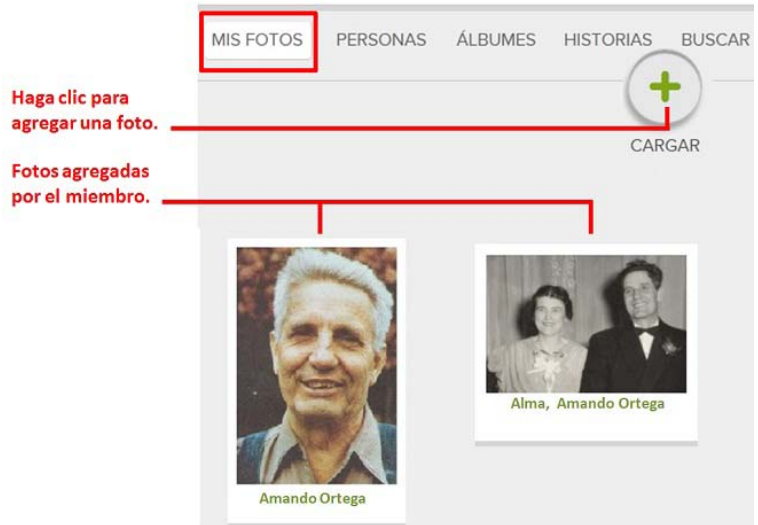 MIS FOTOS PERSONAS ÁLBUMES HISTORIAS BUSCAR
Haga clic para
agregar una foto.
CARGAR
Fotos agregadas
por el miembro.
Alma, Amando Ortega
Amando Ortega